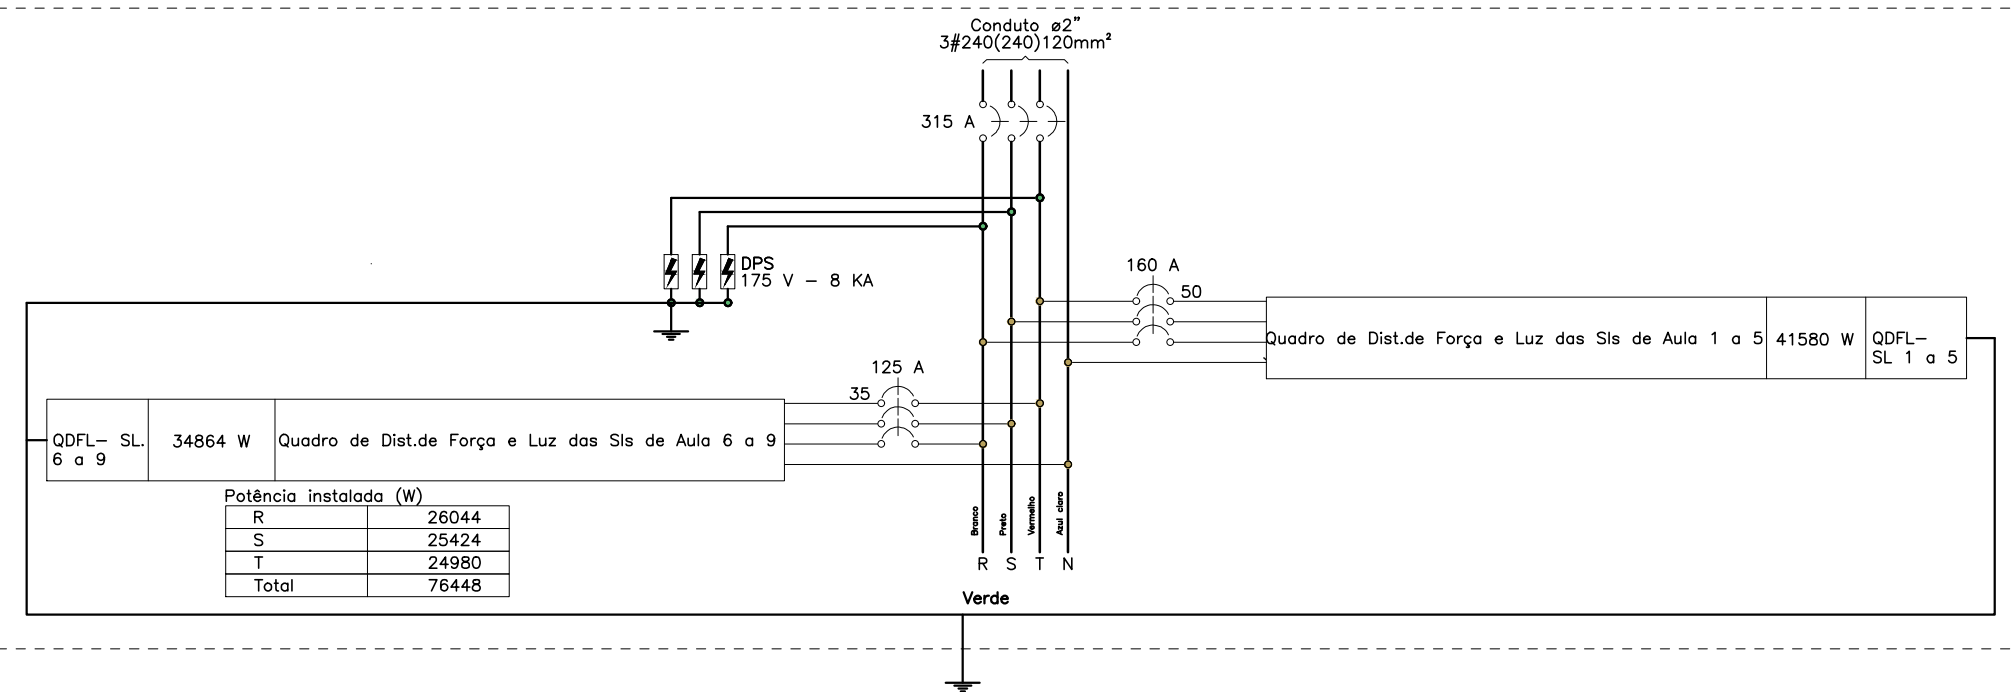 Conduto ø2"
3#240(240)120mm²
315 A
DPS
175 V - 8 KA
160 A
50
Quadro de Dist.de Força e Luz das Sls de Aula 1 a 5
41580 W
QDFL-
SL 1 a 5
125 A
35
QDFL- SL.
6 a 9
34864 W
Quadro de Dist.de Força e Luz das Sls de Aula 6 a 9
Potência instalada (W)
R 26044
S 25424
T 24980
Total 76448
Branco
Preto
Vermelho
Azul claro
R S T N
Verde